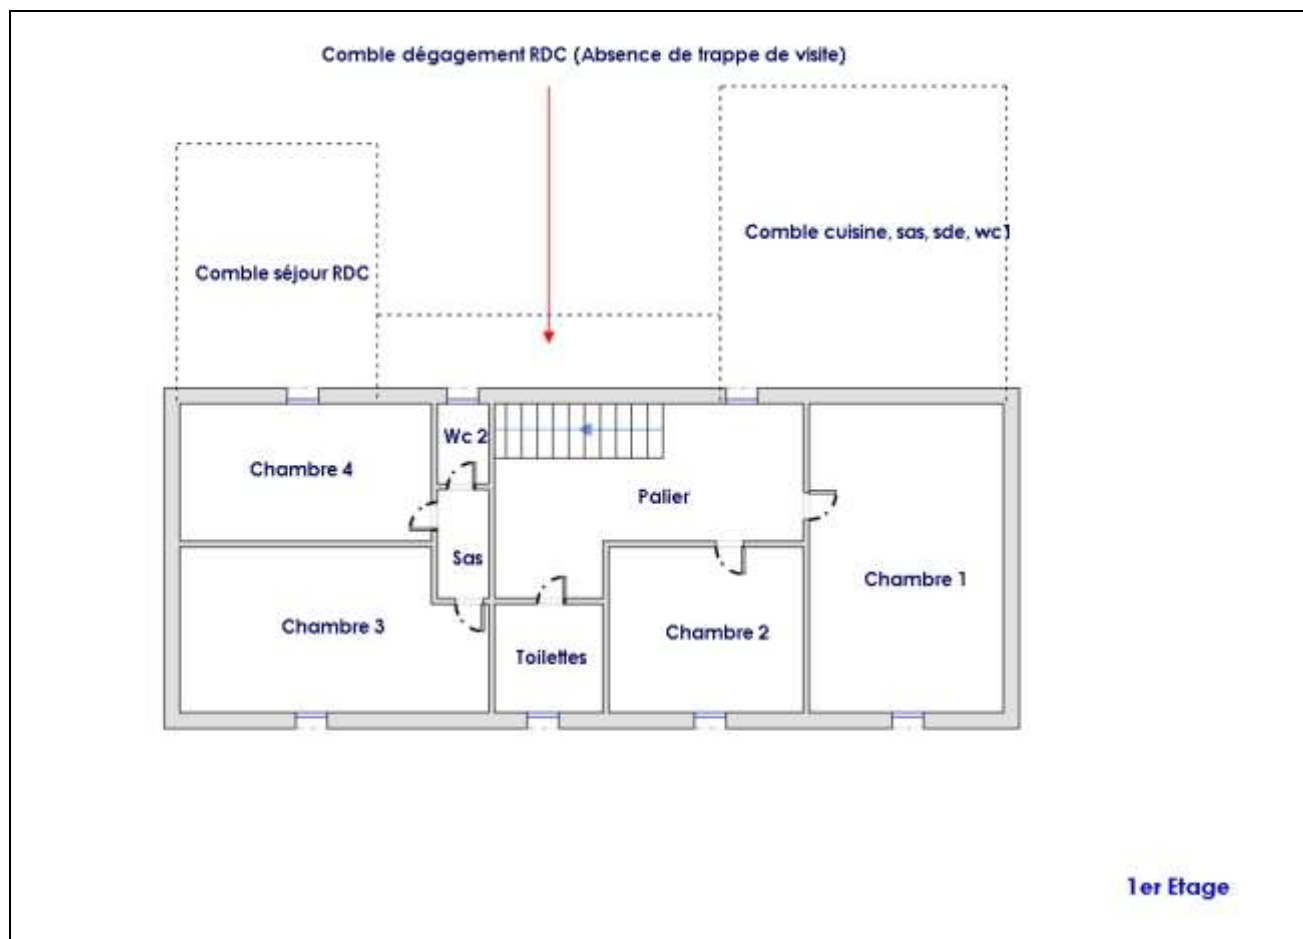 Comble dégagement RDC (Absence de trappe de visite)
Comble cuisine, sas, sde, wc1
Comble séjour RDC
Wc 2
Chambre 4
Palier
Sas
Chambre 1
Chambre 3
Chambre 2
Toilettes
1er Etage